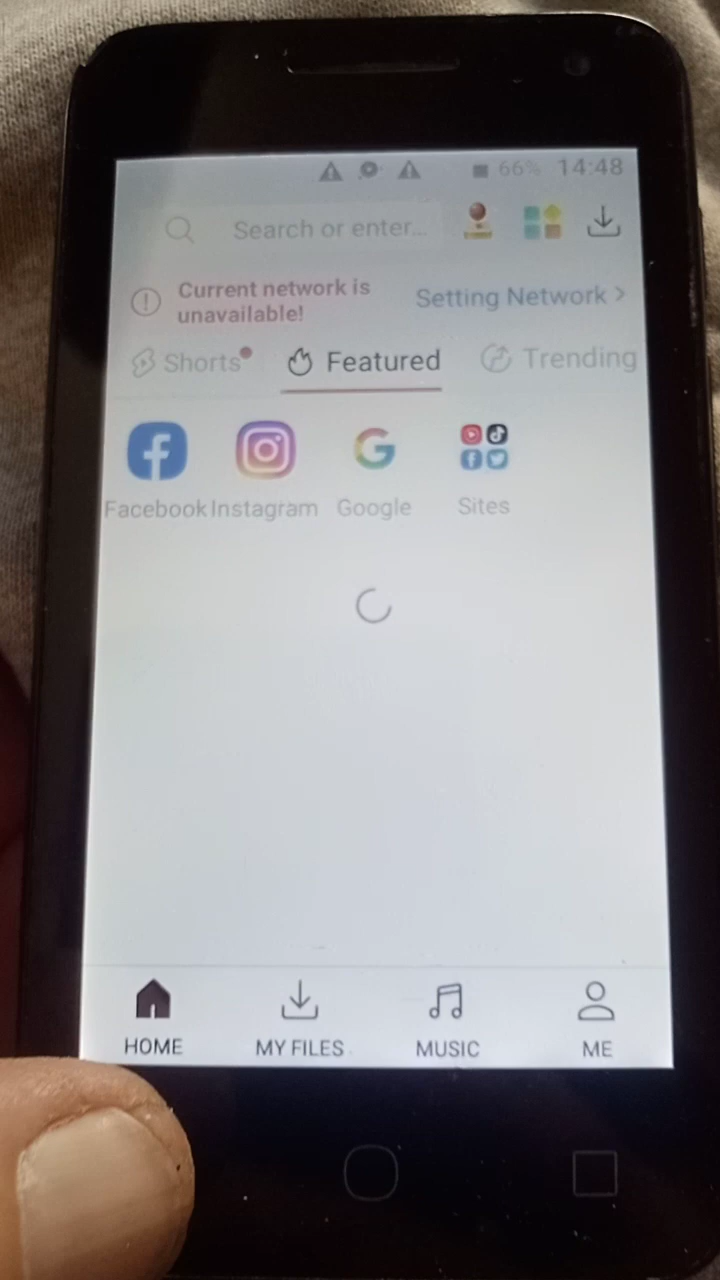 66% 14:48
Search or enter...
Current network is
unavailable!
Setting Network >
Shorts Featured Trending
Facebook Instagram Google Sites
HOME MY FILES MUSIC ME